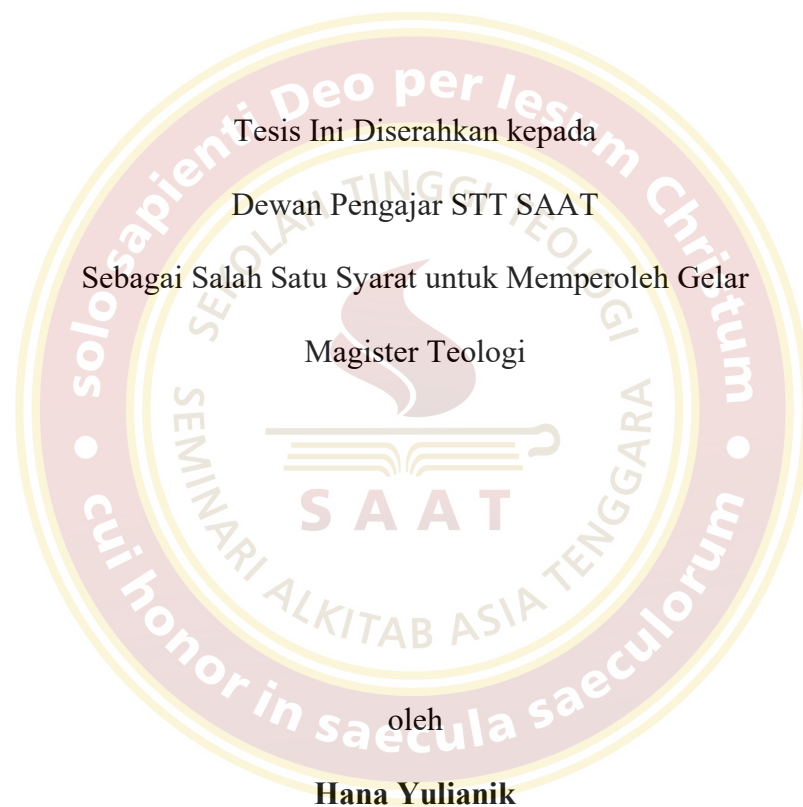 Tesis Ini Diserahkan kepada
Dewan Pengajar STT SAAT
Sebagai Salah Satu Syarat untuk Memperoleh Gelar
Magister Teologi
oleh
Hana Yulianik
solo sapienti Deo per Iesum Christum
cui honor in saecula saeculorum
SEKOLAH TINGGI TEOLOGI
SEMINARI ALKITAB ASIA TENGGARA
SAAT